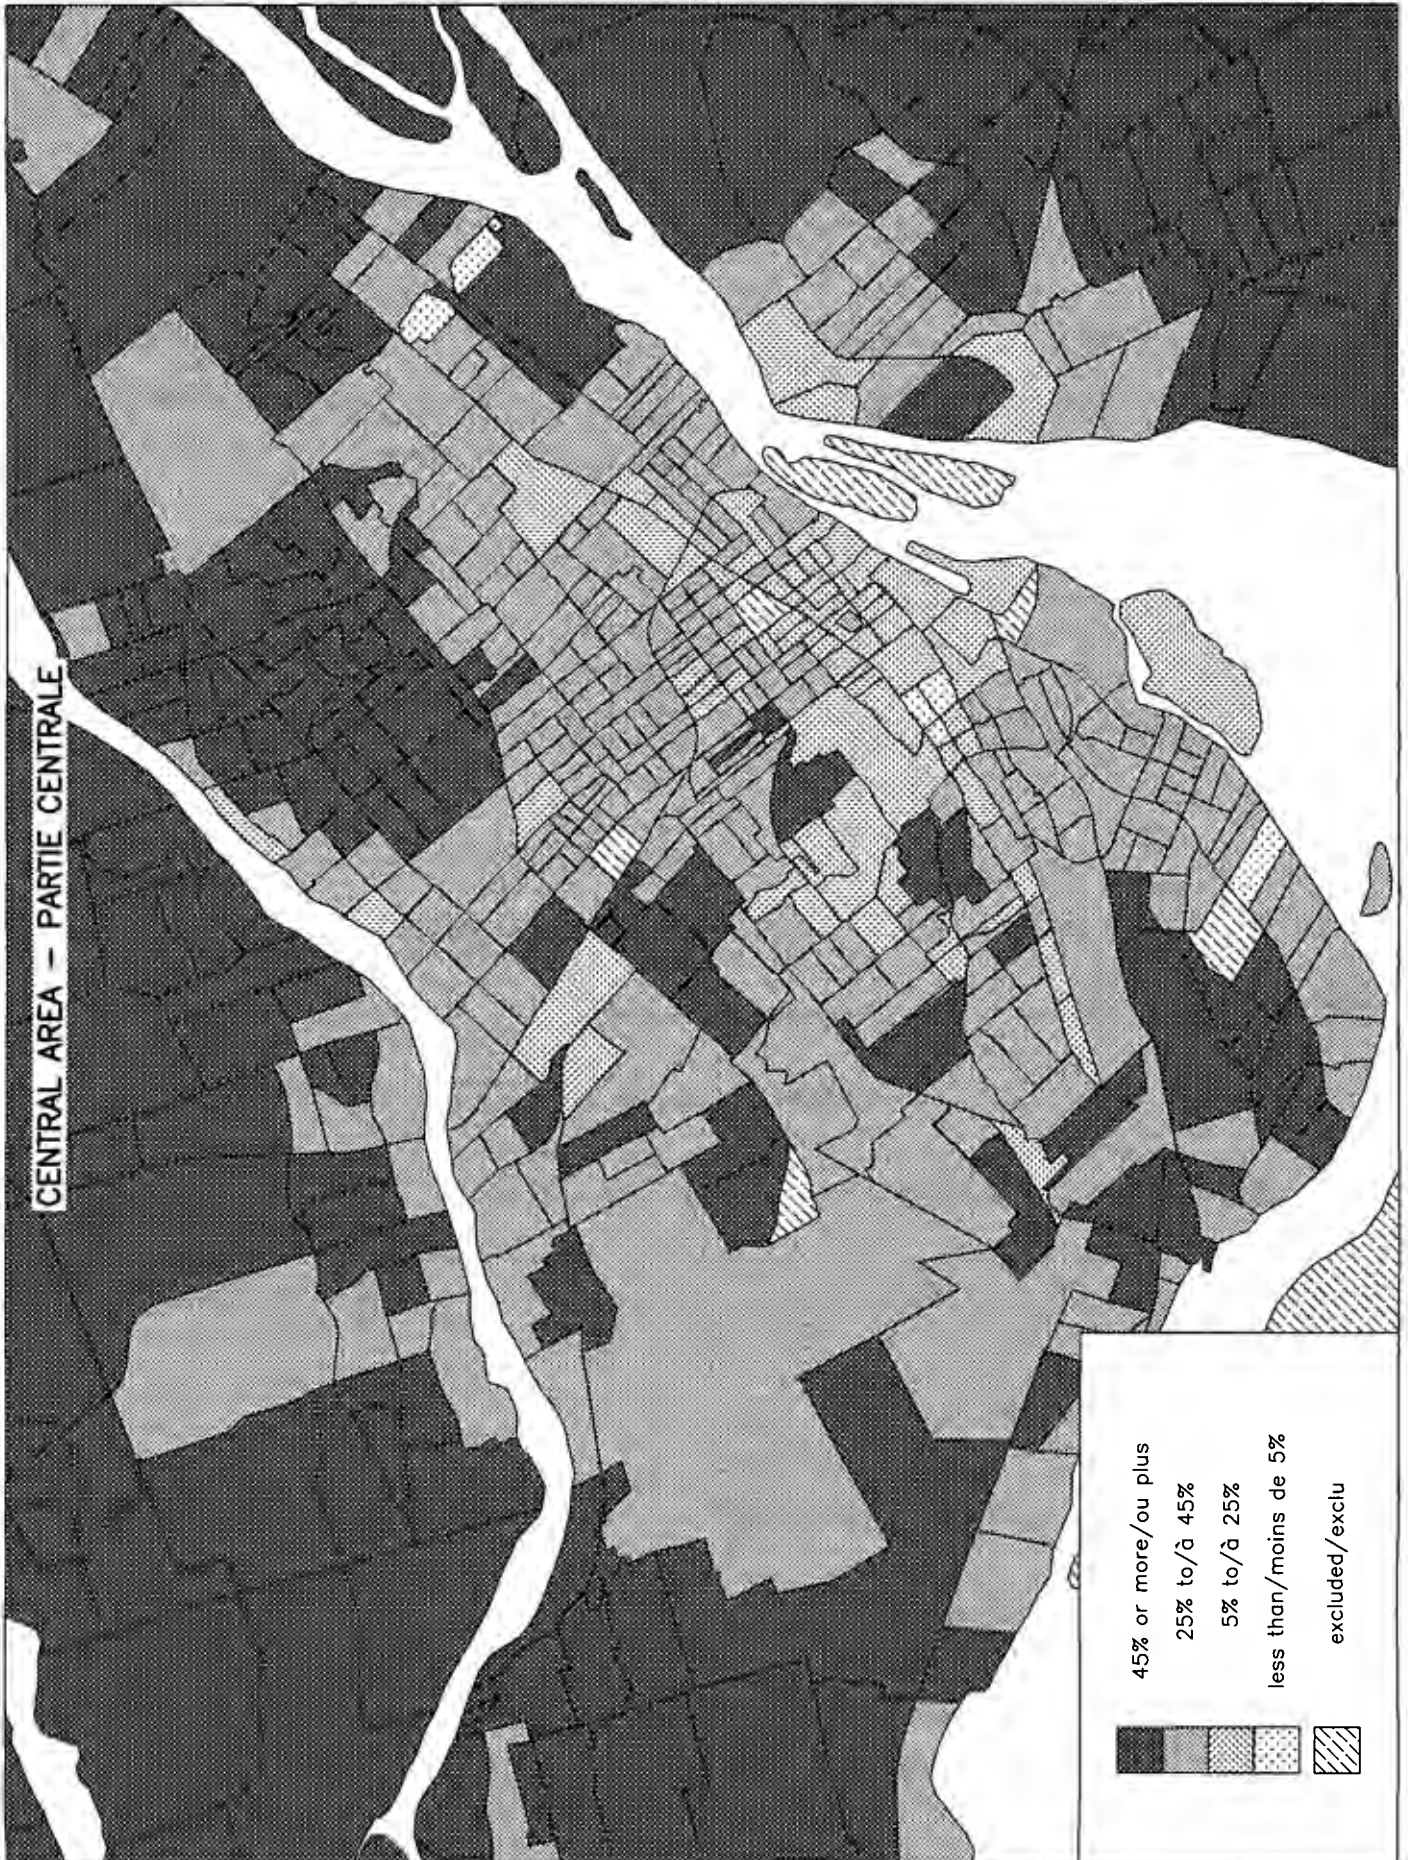 CENTRAL AREA – PARTIE CENTRALE
45% or more/ou plus
25% to/à 45%
5% to/à 25%
less than/moins de 5%
excluded/exclu